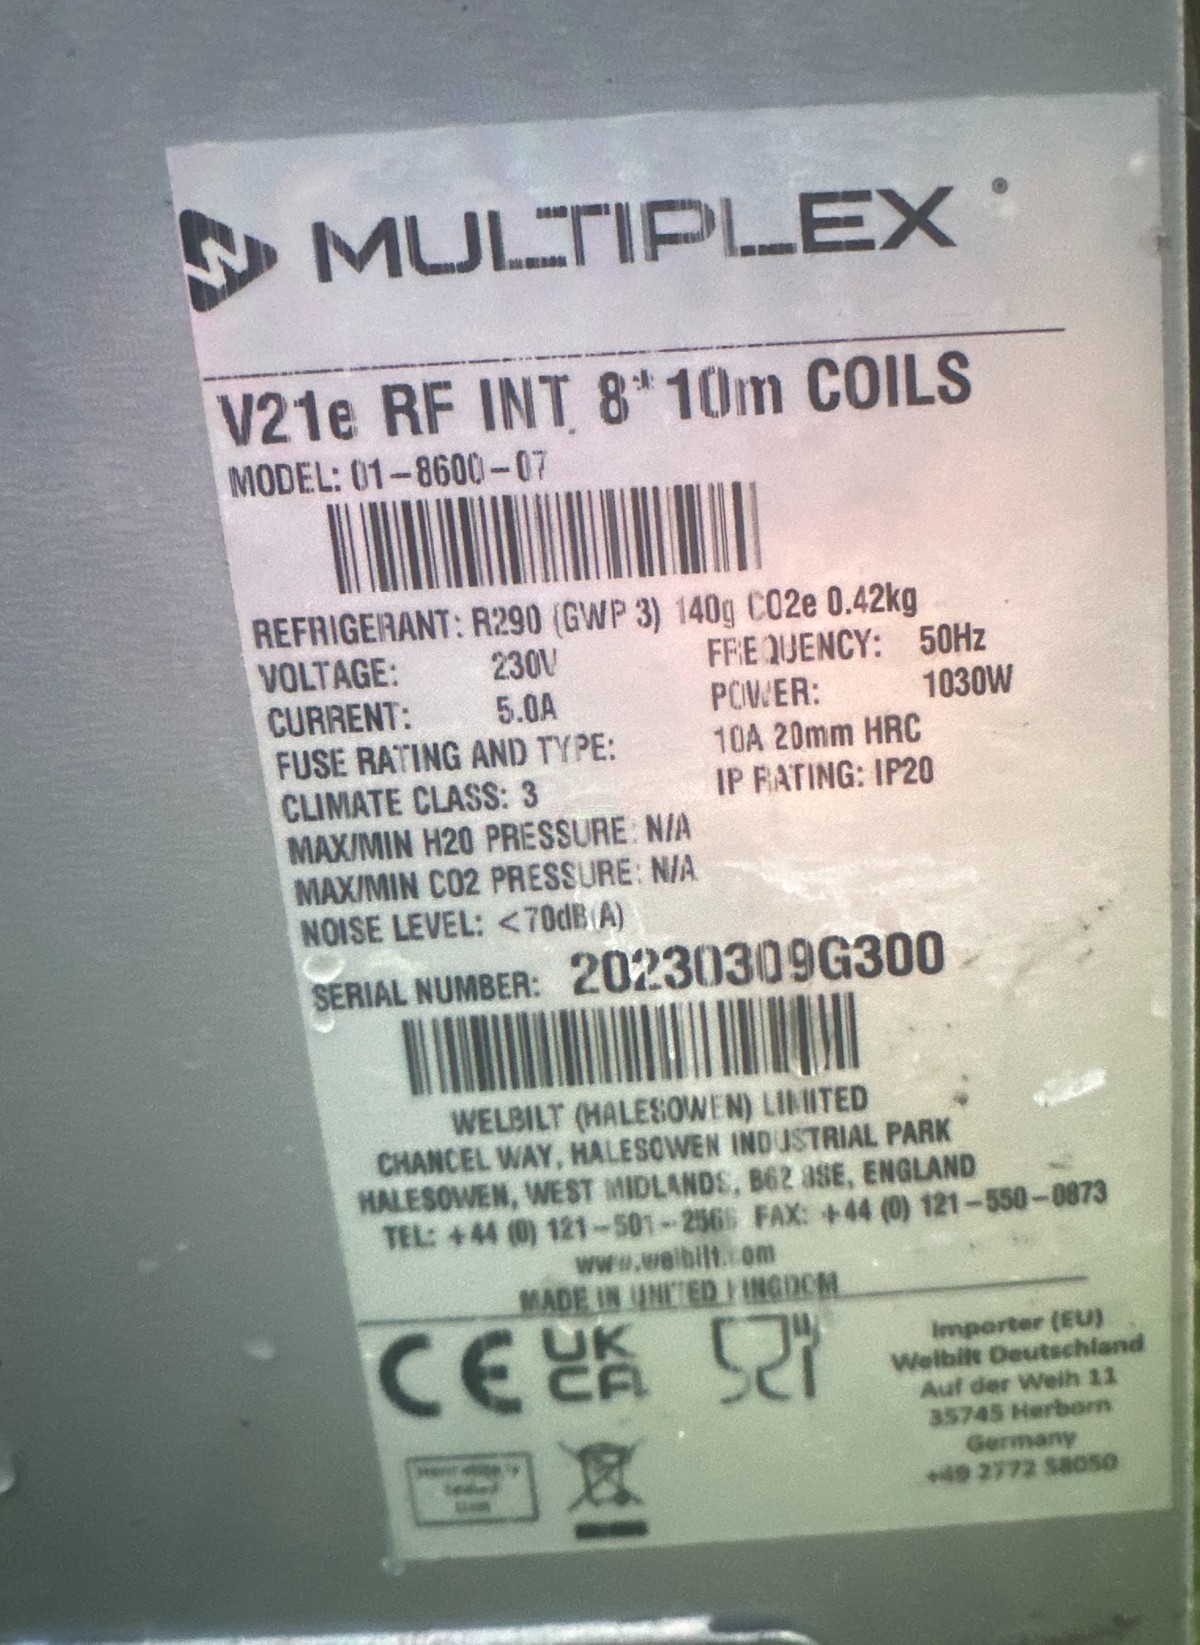 MULTIPLEX
V21e RF INT 8*10m COILS
MODEL: 01-8600-07
REFRIGERANT: R290 (GWP 3) 140g CO2e 0.42kg
VOLTAGE: 230V FREQUENCY: 50Hz
CURRENT: 5.0A POWER: 1030W
FUSE RATING AND TYPE: 10A 20mm HRC
CLIMATE CLASS: 3 IP RATING: IP20
MAX/MIN H20 PRESSURE: N/A
MAX/MIN CO2 PRESSURE: N/A
NOISE LEVEL: <70dB(A)
SERIAL NUMBER: 20230309G300
WELBILT (HALESOWEN) LIMITED
CHANCEL WAY, HALESOWEN INDUSTRIAL PARK
HALESOWEN, WEST MIDLANDS, B62 8SE, ENGLAND
TEL: +44 (0) 121-501- FAX: +44 (0) 121-550-0873
www.welbilt.com
MADE IN UNITED KINGDOM
CE UK
CA
Importer (EU)
Welbilt Deutschland
Auf der Weih 11
35745 Herborn
Germany
+49 2772 58050